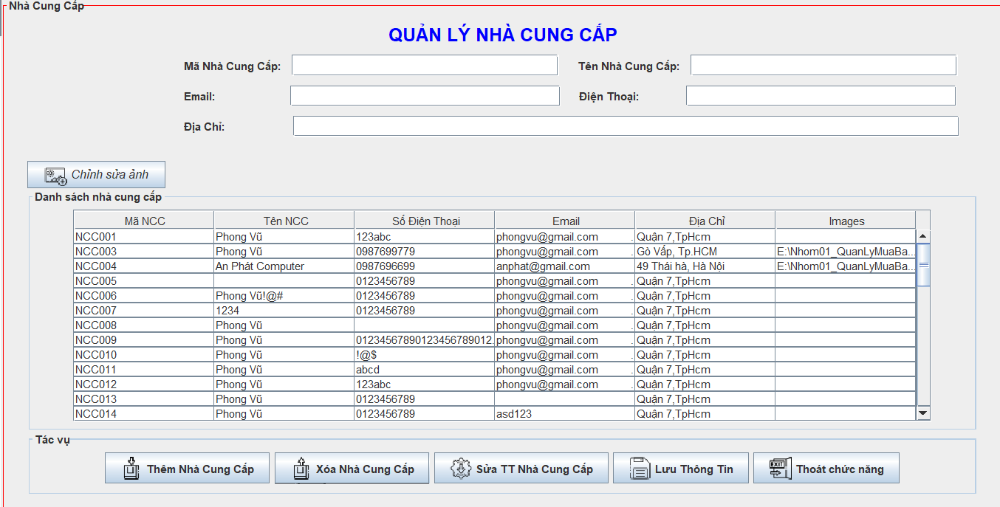 Nhà Cung Cấp
QUẢN LÝ NHÀ CUNG CẤP
Mã Nhà Cung Cấp: Tên Nhà Cung Cấp:
Email: Điện Thoại:
Địa Chỉ:
Chỉnh sửa ảnh
Danh sách nhà cung cấp
Mã NCC Tên NCC Số Điện Thoại Email Địa Chỉ Images
NCC001 Phong Vũ 123abc phongvu@gmail.com . Quận 7,TpHcm
NCC003 Phong Vũ 0987699779 phongvu@gmail.com . Gò Vấp, Tp.HCM E:\Nhom01_QuanLyMuaBa...
NCC004 An Phát Computer 0987696699 anphat@gmail.com . 49 Thái hà, Hà Nội E:\Nhom01_QuanLyMuaBa...
NCC005 0123456789 phongvu@gmail.com . Quận 7,TpHcm
NCC006 Phong Vũ!@# 0123456789 phongvu@gmail.com . Quận 7,TpHcm
NCC007 1234 0123456789 phongvu@gmail.com . Quận 7,TpHcm
NCC008 Phong Vũ phongvu@gmail.com . Quận 7,TpHcm
NCC009 Phong Vũ 01234567890123456789012. phongvu@gmail.com . Quận 7,TpHcm
NCC010 Phong Vũ !@$ phongvu@gmail.com . Quận 7,TpHcm
NCC011 Phong Vũ abcd phongvu@gmail.com . Quận 7,TpHcm
NCC012 Phong Vũ 123abc phongvu@gmail.com . Quận 7,TpHcm
NCC013 Phong Vũ 0123456789 Quận 7,TpHcm
NCC014 Phong Vũ 0123456789 asd123 Quận 7,TpHcm
Tác vụ
Thêm Nhà Cung Cấp Xóa Nhà Cung Cấp Sửa TT Nhà Cung Cấp Lưu Thông Tin EXIT Thoát chức năng